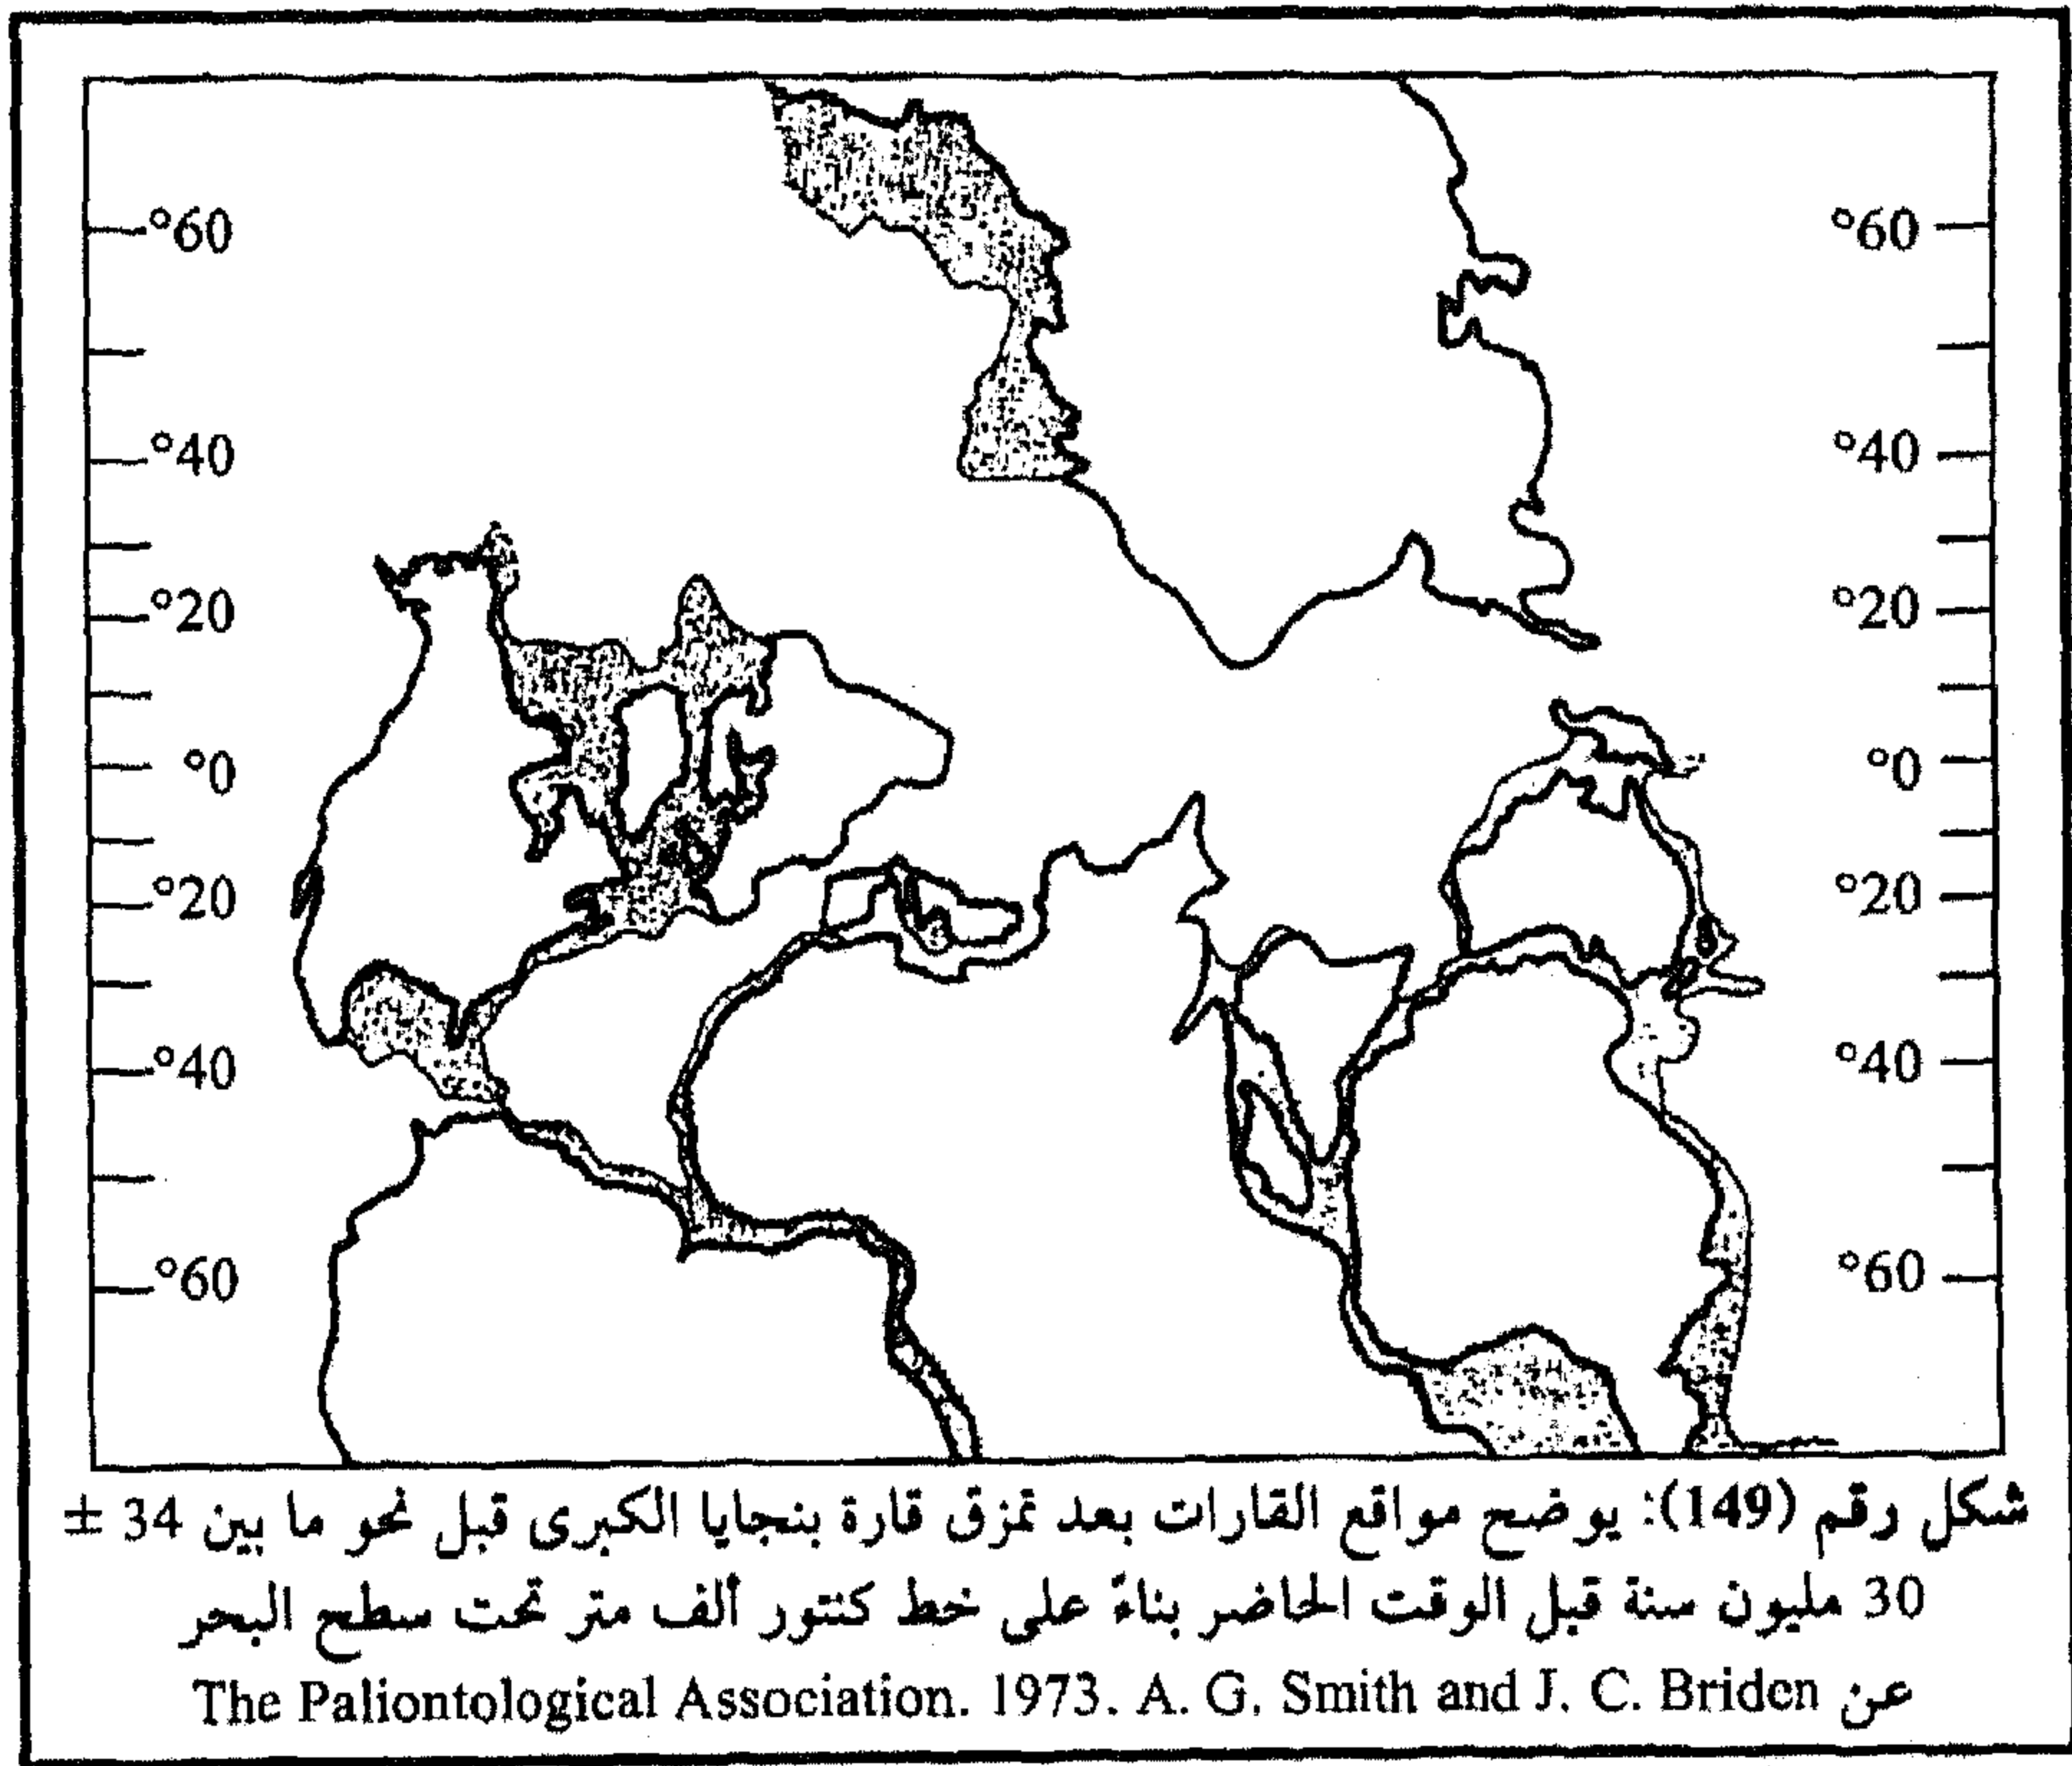 °60 °60
°40 °40
°20 °20
°0 °0
°20 °20
°40 °40
°60 °60
شكل رقم (149): يوضح مواقع القارات بعد تمزق قارة بنجايا الكبرى قبل نحو ما بين 34 ±
30 مليون سنة قبل الوقت الحاضر بناءً على خط كنتور ألف متر تحت سطح البحر
عن The Paliontological Association. 1973. A. G. Smith and J. C. Briden